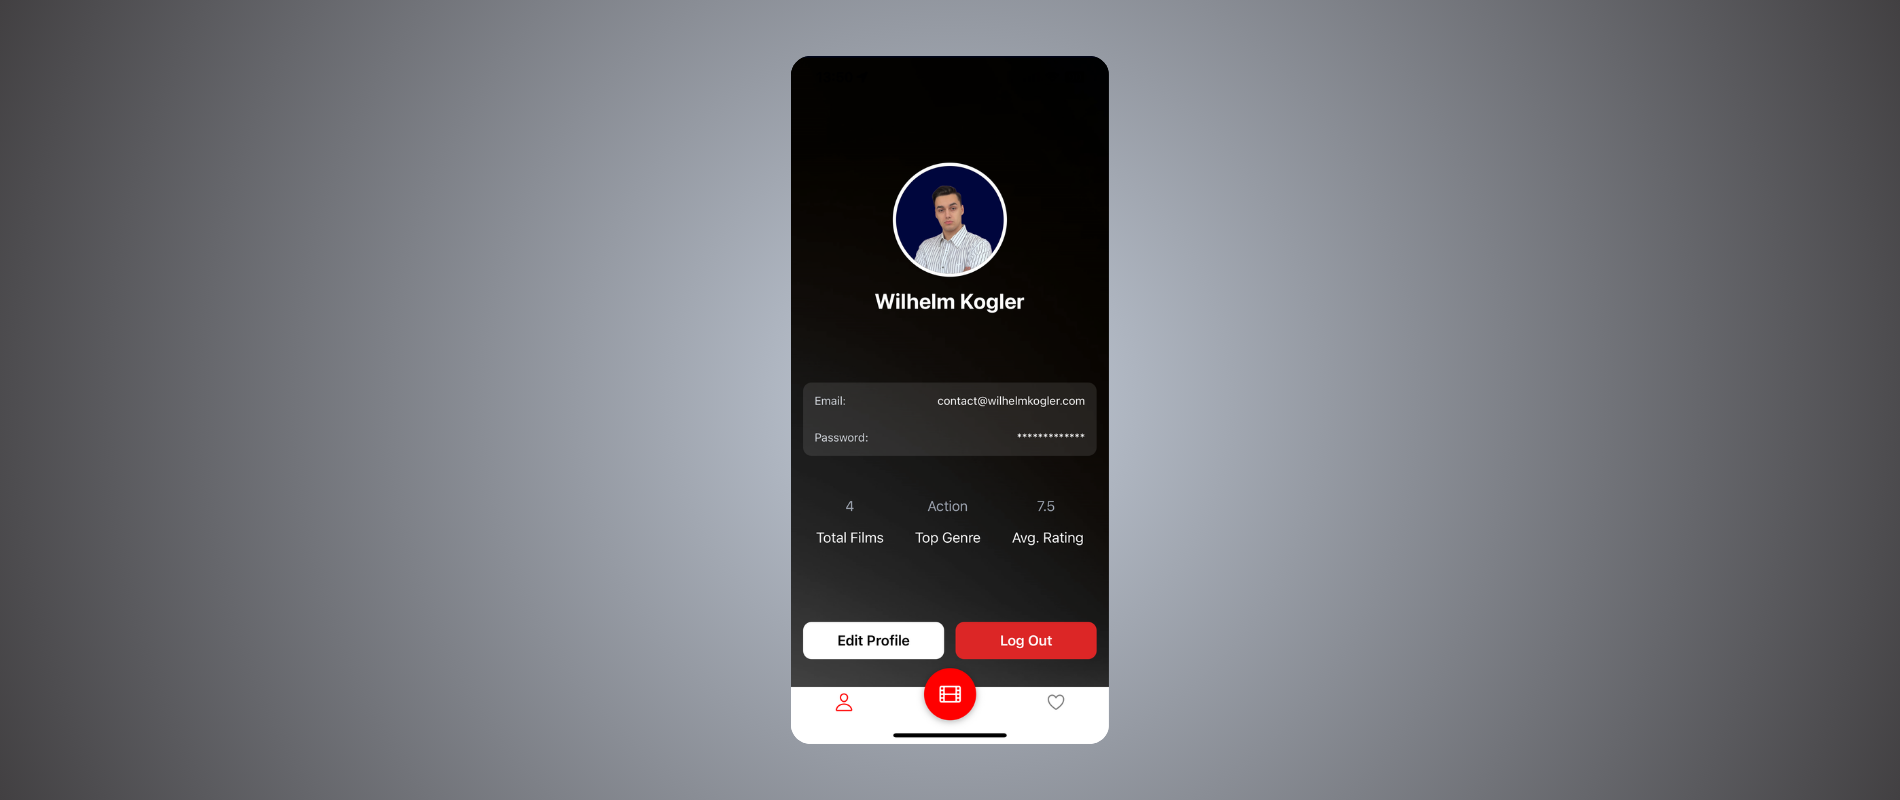 Wilhelm Kogler
Email: contact@wilhelmkogler.com
Password: *************
4 Action 7.5
Total Films Top Genre Avg. Rating
Edit Profile Log Out